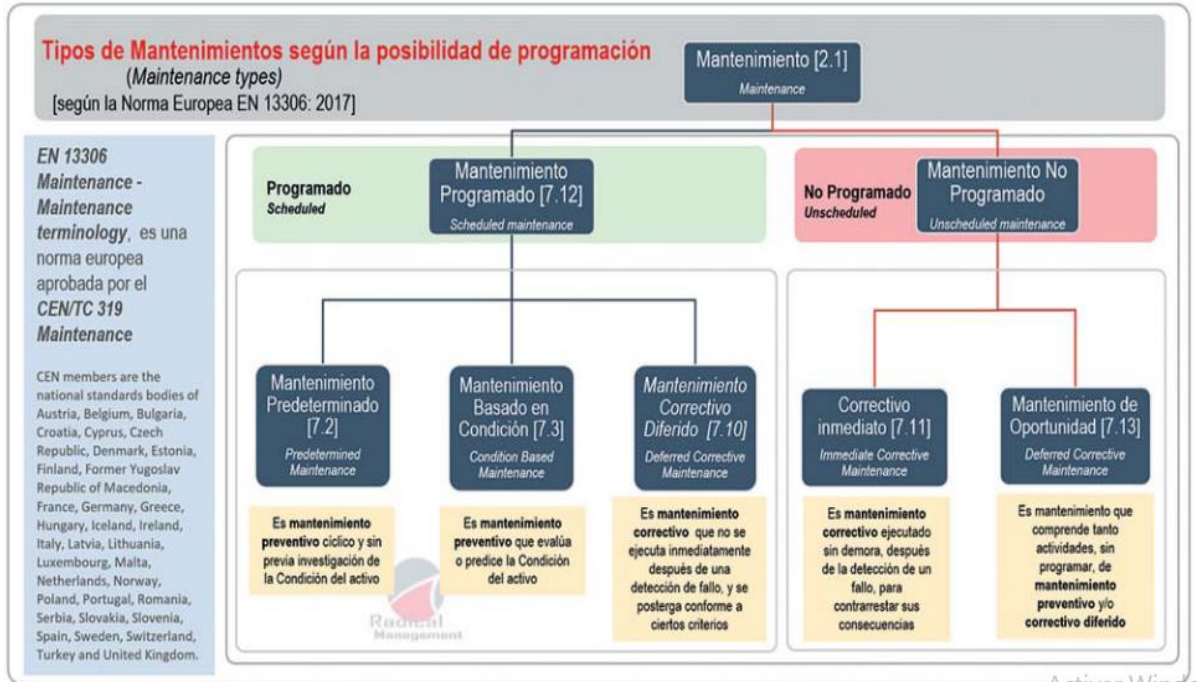 Tipos de Mantenimientos según la posibilidad de programación
(Maintenance types)
[según la Norma Europea EN 13306: 2017]
Mantenimiento [2.1]
Maintenance
EN 13306
Maintenance -
Maintenance
terminology, es una
norma europea
aprobada por el
CEN/TC 319
Maintenance
CEN members are the
national standards bodies of
Austria, Belgium, Bulgaria,
Croatia, Cyprus, Czech
Republic, Denmark, Estonia,
Finland, Former Yugoslav
Republic of Macedonia,
France, Germany, Greece,
Hungary, Iceland, Ireland,
Italy, Latvia, Lithuania,
Luxembourg, Malta,
Netherlands, Norway,
Poland, Portugal, Romania,
Serbia, Slovakia, Slovenia,
Spain, Sweden, Switzerland,
Turkey and United Kingdom.
Programado
Scheduled
Mantenimiento
Programado [7.12]
Scheduled maintenance
No Programado
Unscheduled
Mantenimiento No
Programado
Unscheduled maintenance
Mantenimiento
Predeterminado
[7.2]
Predetermined
Maintenance
Es mantenimiento
preventivo cíclico y sin
previa investigación de
la Condición del activo
Mantenimiento
Basado en
Condición [7.3]
Condition Based
Maintenance
Es mantenimiento
preventivo que evalúa
o predice la Condición
del activo
Mantenimiento
Correctivo
Diferido [7.10]
Deferred Corrective
Maintenance
Es mantenimiento
correctivo que no se
ejecuta inmediatamente
después de una
detección de fallo, y se
posterga conforme a
ciertos criterios
Correctivo
inmediato [7.11]
Immediate Corrective
Maintenance
Es mantenimiento
correctivo ejecutado
sin demora, después
de la detección de un
fallo, para
contrarrestar sus
consecuencias
Mantenimiento de
Oportunidad [7.13]
Deferred Corrective
Maintenance
Es mantenimiento que
comprende tanto
actividades, sin
programar, de
mantenimiento
preventivo y/o
correctivo diferido
Radical
Management